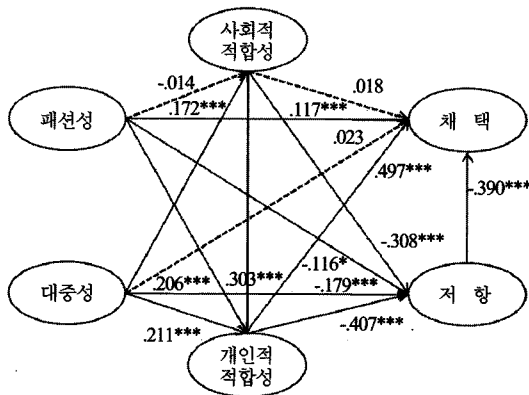 사회적
적합성
-.014
.018
패션성
.172***
.117***
채 택
.023
.497***
-.390***
-.308***
-.116*
대중성
.206***
.303***
-.179***
저 항
.211***
-.407***
개인적
적합성